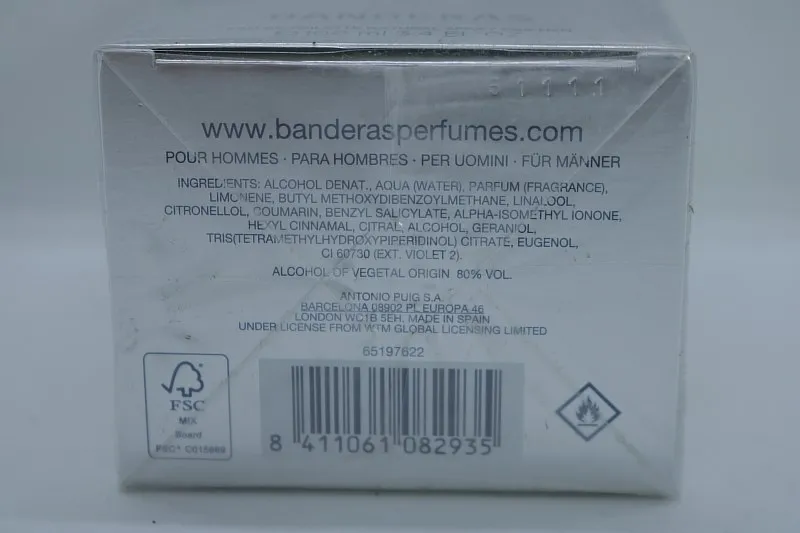 BANDERAS
31111
www.banderasperfumes.com
POUR HOMMES · PARA HOMBRES · PER UOMINI · FÜR MÄNNER
INGREDIENTS: ALCOHOL DENAT., AQUA (WATER), PARFUM (FRAGRANCE),
LIMONENE, BUTYL METHOXYDIBENZOYLMETHANE, LINALOOL,
CITRONELLOL, COUMARIN, BENZYL SALICYLATE, ALPHA-ISOMETHYL IONONE,
HEXYL CINNAMAL, CITRAL, ALCOHOL, GERANIOL,
TRIS(TETRAMETHYLHYDROXYPIPERIDINOL) CITRATE, EUGENOL,
CI 60730 (EXT. VIOLET 2).
ALCOHOL OF VEGETAL ORIGIN 80% VOL.
ANTONIO PUIG S.A.
BARCELONA 08902 PL EUROPA 46
LONDON WC1B 5EH. MADE IN SPAIN
UNDER LICENSE FROM WTM GLOBAL LICENSING LIMITED
65197622
FSC
MIX
Board
8 411061 082935